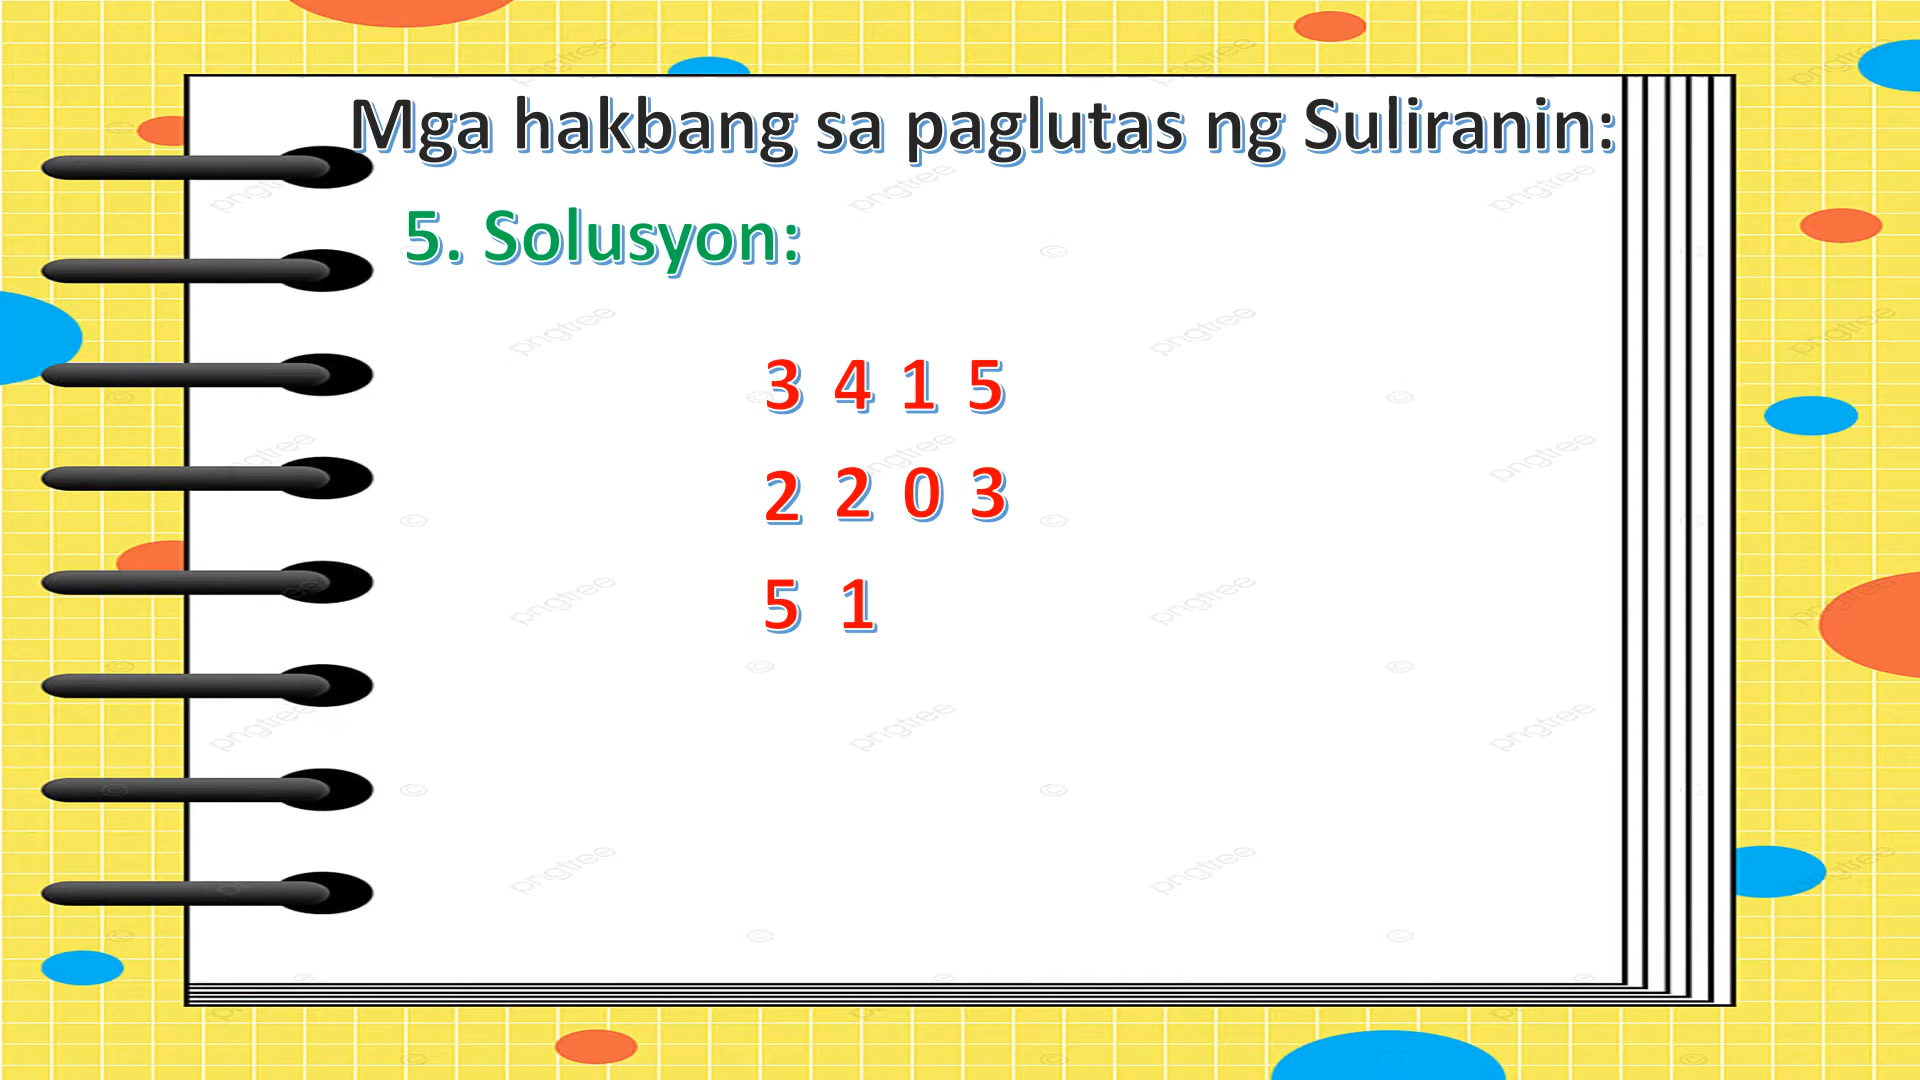 Mga hakbang sa paglutas ng Suliranin:
5. Solusyon:
3 4 1 5
2 2 0 3
5 1